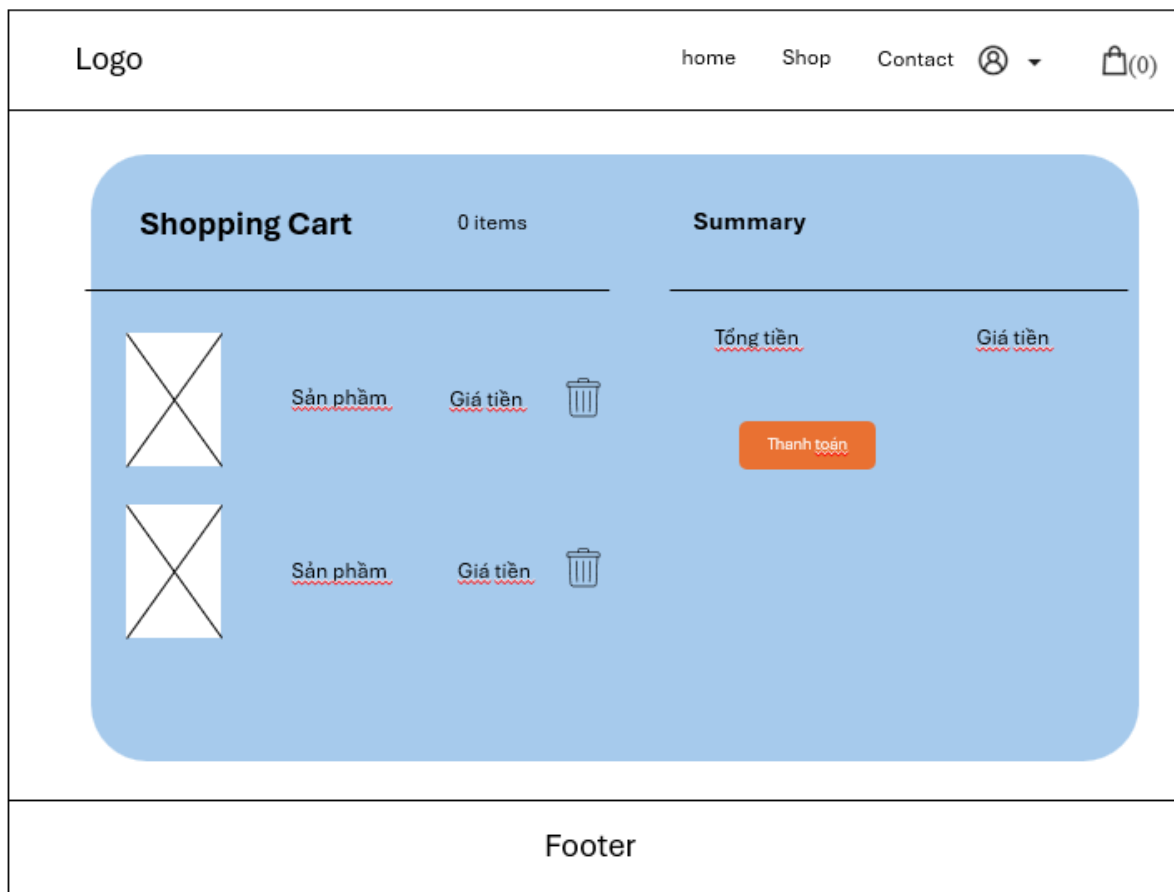 Logo
home Shop Contact (0)
Shopping Cart 0 items Summary
Tổng tiền Giá tiền
Sản phầm Giá tiền
Thanh toán
Sản phầm Giá tiền
Footer